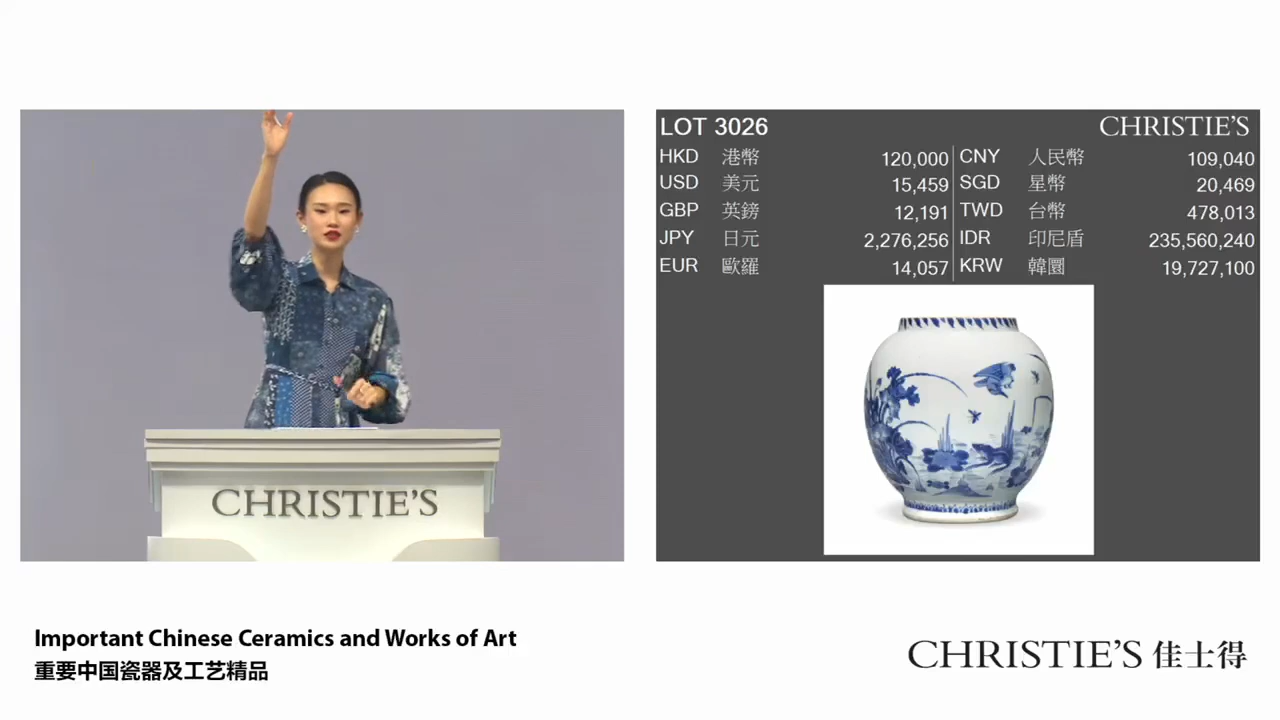 CHRISTIE'S
LOT 3026
CHRISTIE'S
HKD 港幣 120,000 CNY 人民幣 109,040
USD 美元 15,459 SGD 星幣 20,469
GBP 英鎊 12,191 TWD 台幣 478,013
JPY 日元 2,276,256 IDR 印尼盾 235,560,240
EUR 歐羅 14,057 KRW 韓圜 19,727,100
Important Chinese Ceramics and Works of Art
重要中国瓷器及工艺精品
CHRISTIE'S 佳士得